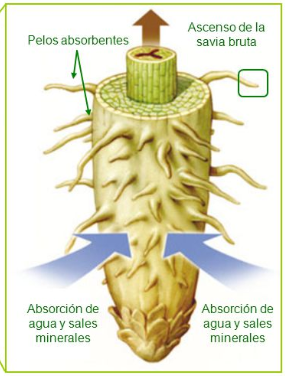 Pelos absorbentes
Ascenso de la
savia bruta
Absorción de
agua y sales
minerales
Absorción de
agua y sales
minerales